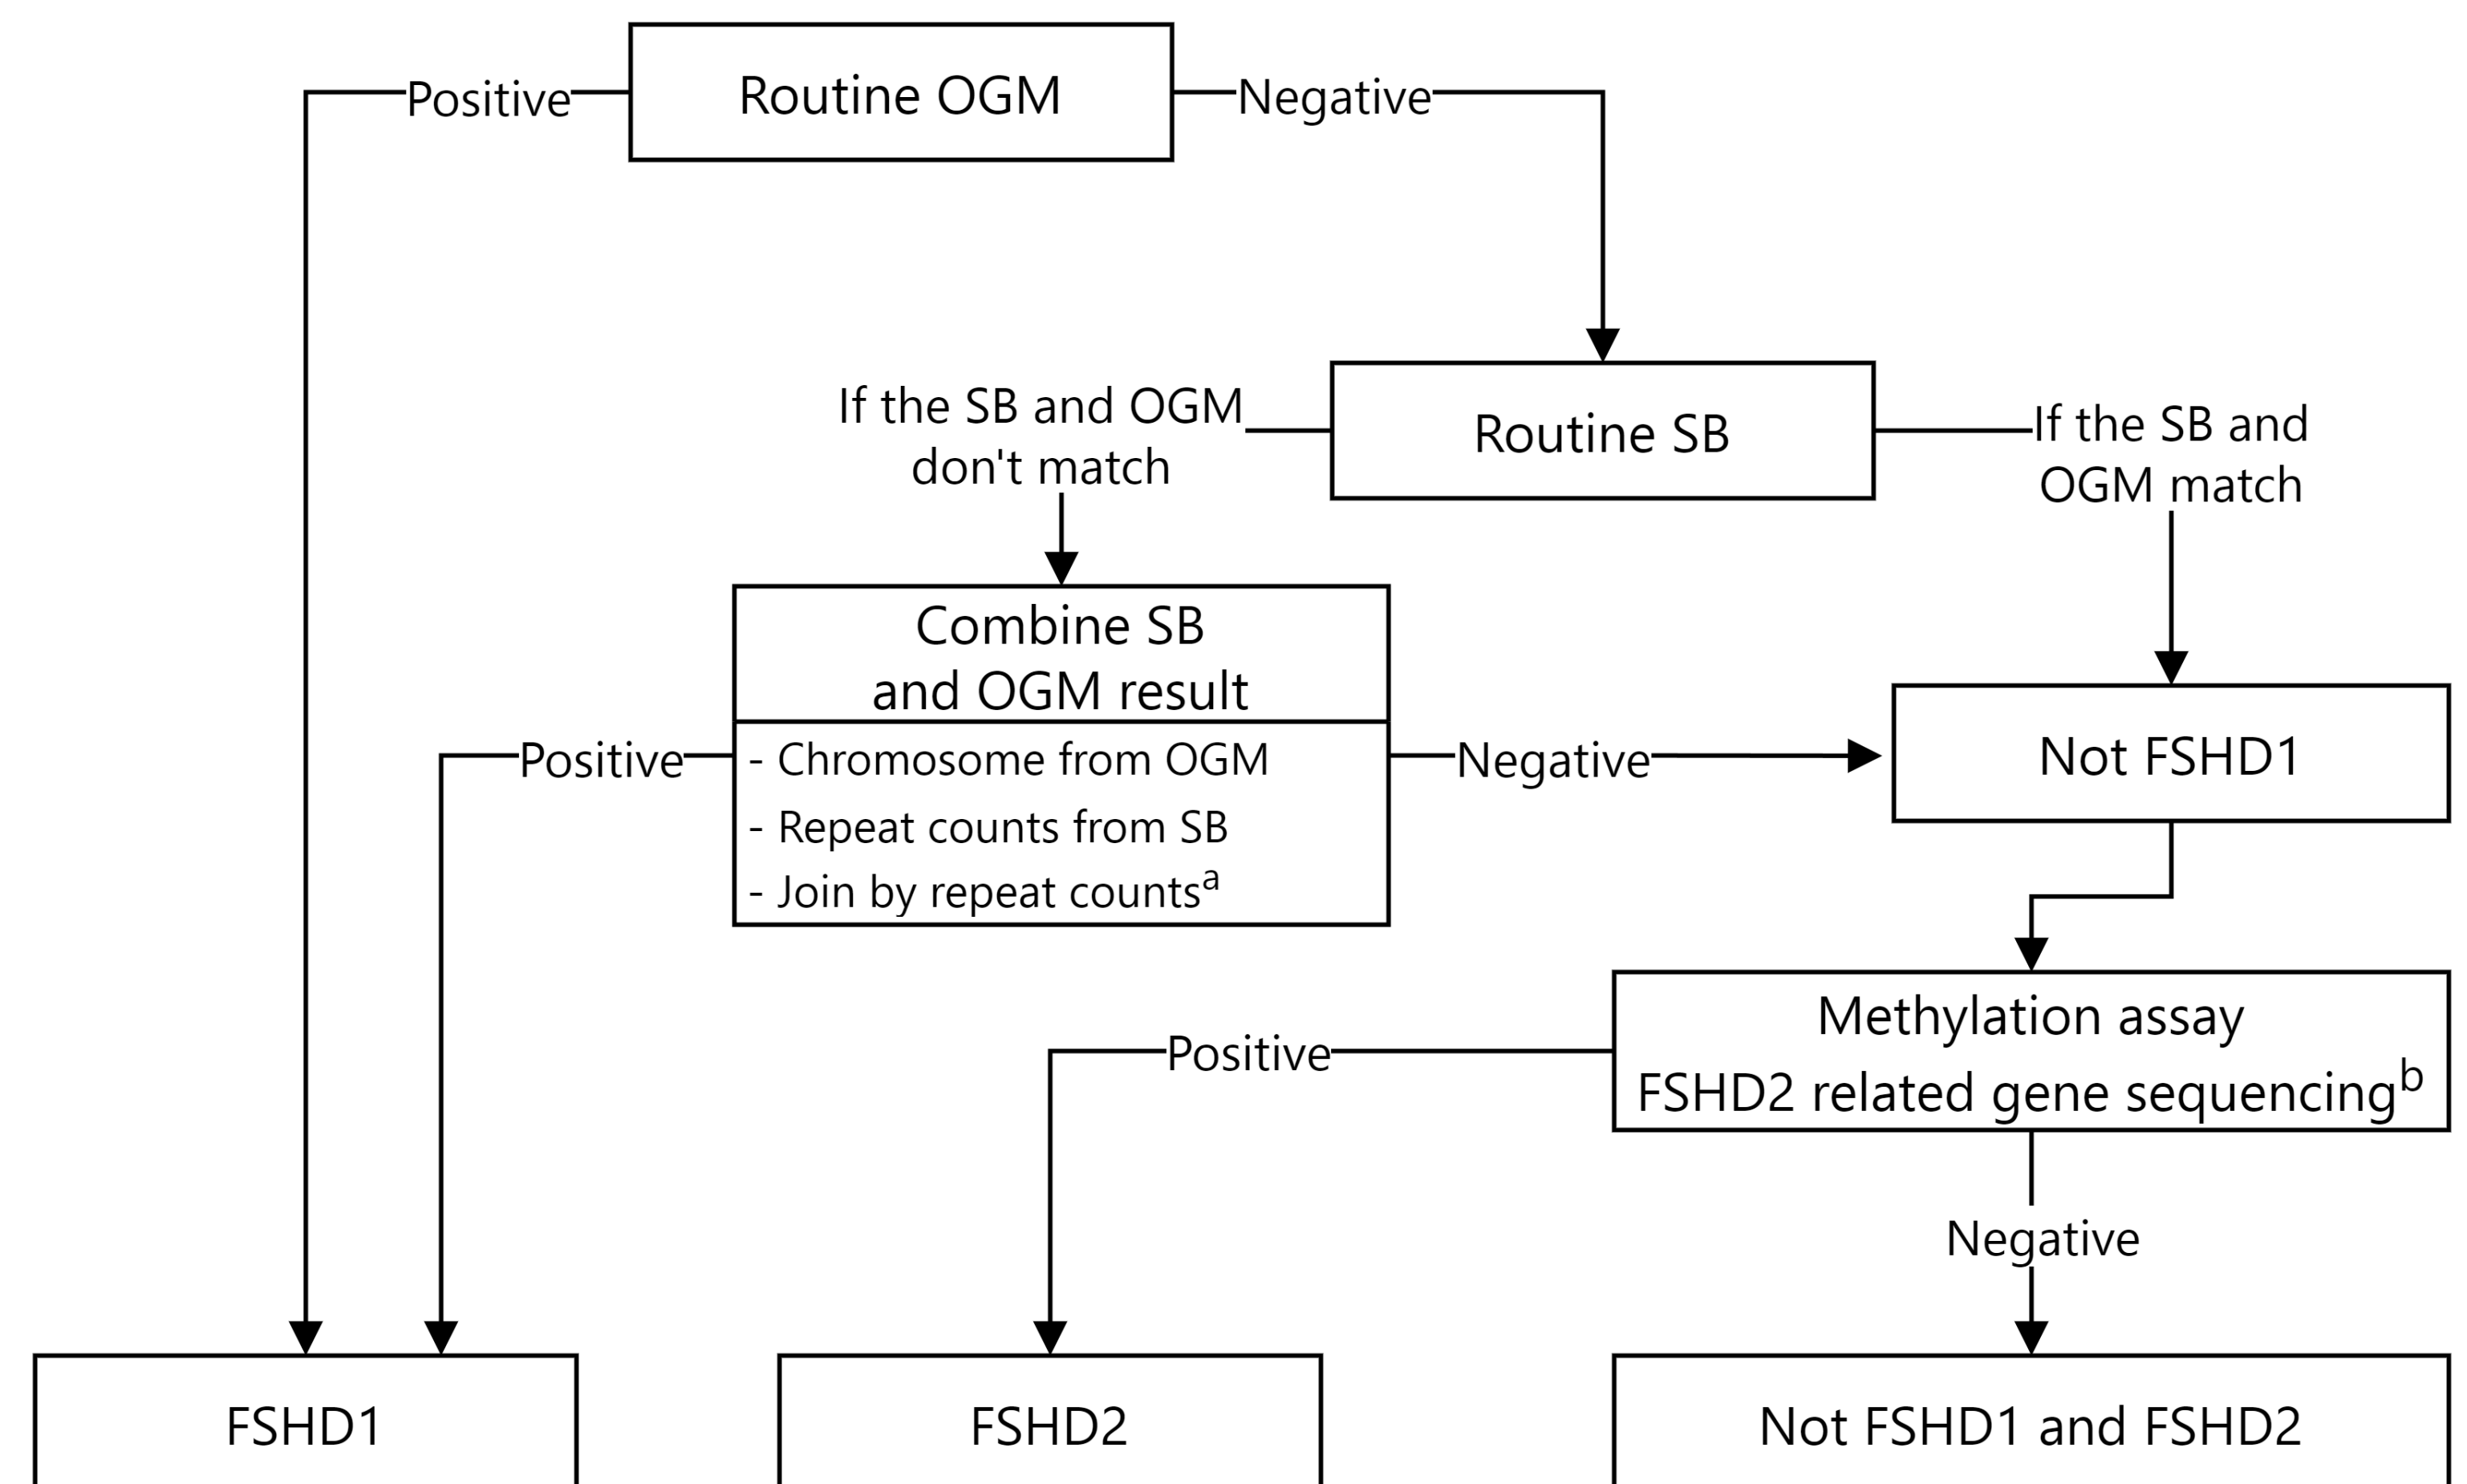 Routine OGM
Positive
Negative
If the SB and OGM
don't match
Routine SB
If the SB and
OGM match
Combine SB
and OGM result
- Chromosome from OGM
- Repeat counts from SB
- Join by repeat countsᵃ
Positive
Negative
Not FSHD1
Methylation assay
FSHD2 related gene sequencingᵇ
Positive
Negative
FSHD1
FSHD2
Not FSHD1 and FSHD2